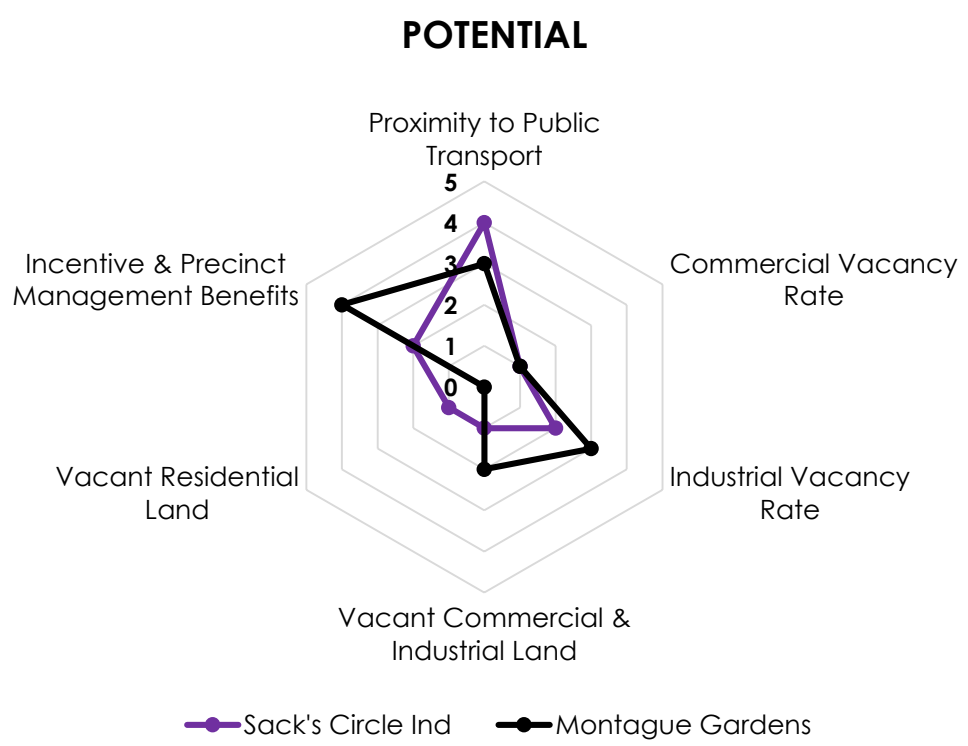 POTENTIAL
Proximity to Public
Transport
5
4
3
2
1
0
Incentive & Precinct
Management Benefits
Commercial Vacancy
Rate
Vacant Residential
Land
Industrial Vacancy
Rate
Vacant Commercial &
Industrial Land
Sack's Circle Ind
Montague Gardens